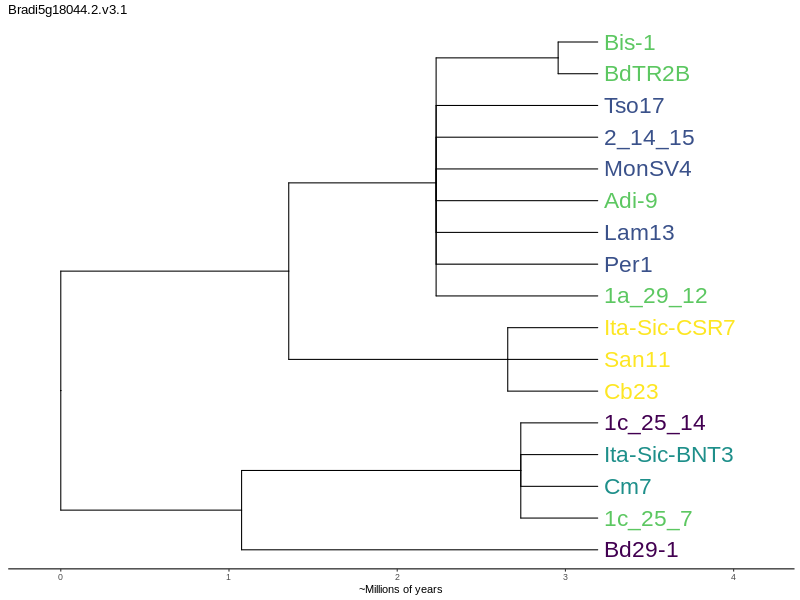 Bradi5g18044.2.v3.1
Bis-1
BdTR2B
Tso17
2_14_15
MonSV4
Adi-9
Lam13
Per1
1a_29_12
Ita-Sic-CSR7
San11
Cb23
1c_25_14
Ita-Sic-BNT3
Cm7
1c_25_7
Bd29-1
0 1 2 3 4
~Millions of years